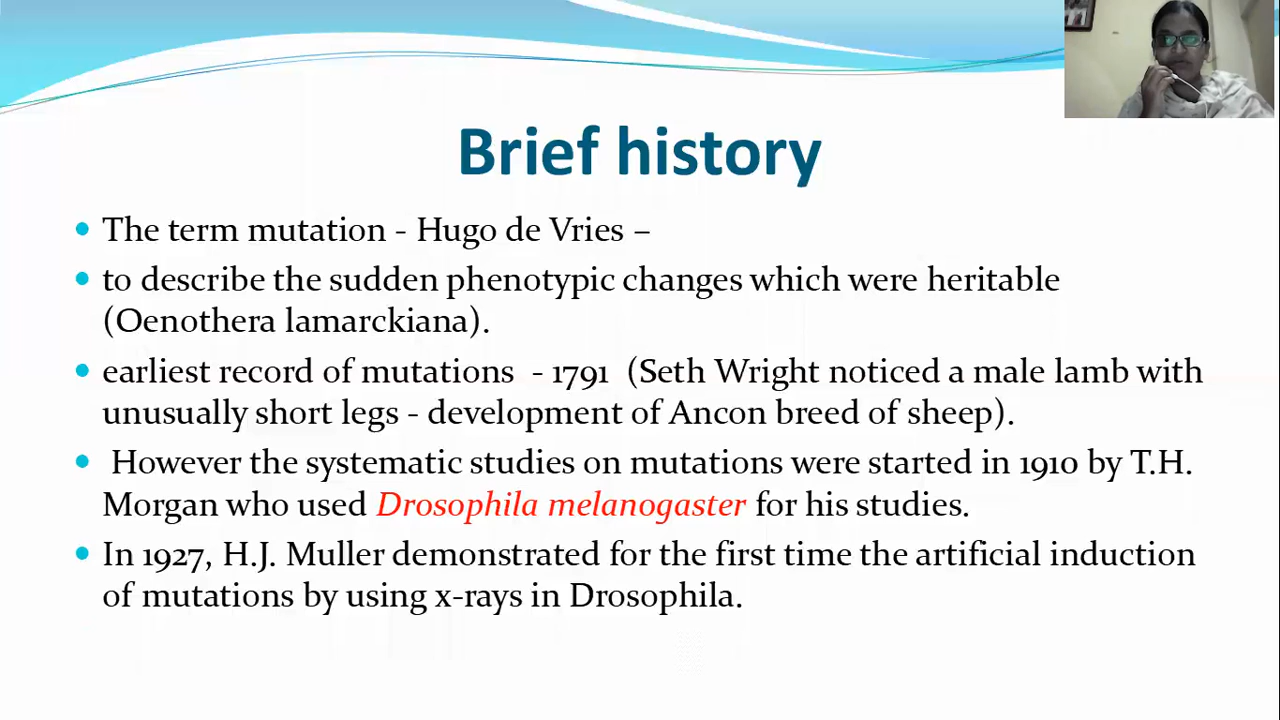 Brief history
The term mutation - Hugo de Vries –
to describe the sudden phenotypic changes which were heritable
(Oenothera lamarckiana).
earliest record of mutations - 1791 (Seth Wright noticed a male lamb with
unusually short legs - development of Ancon breed of sheep).
However the systematic studies on mutations were started in 1910 by T.H.
Morgan who used Drosophila melanogaster for his studies.
In 1927, H.J. Muller demonstrated for the first time the artificial induction
of mutations by using x-rays in Drosophila.